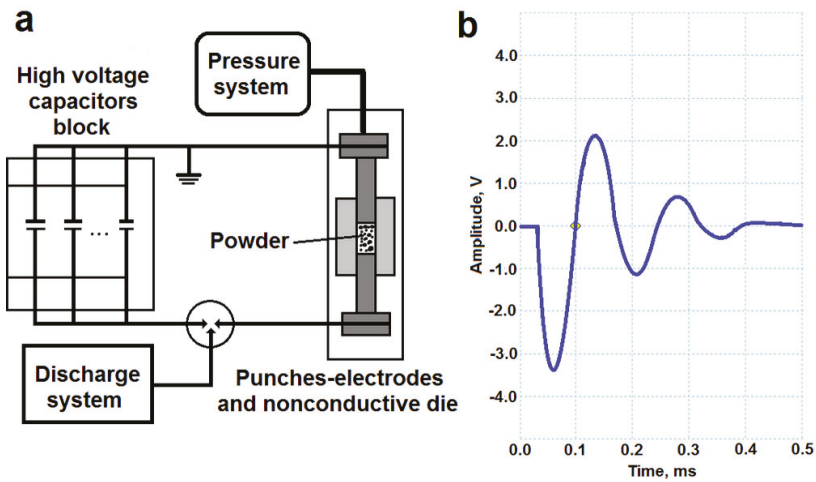 a
High voltage
capacitors
block
Pressure
system
...
Powder
Discharge
system
Punches-electrodes
and nonconductive die
b
Amplitude, V
4.0
3.0
2.0
1.0
0.0
-1.0
-2.0
-3.0
-4.0
0.0 0.1 0.2 0.3 0.4 0.5
Time, ms